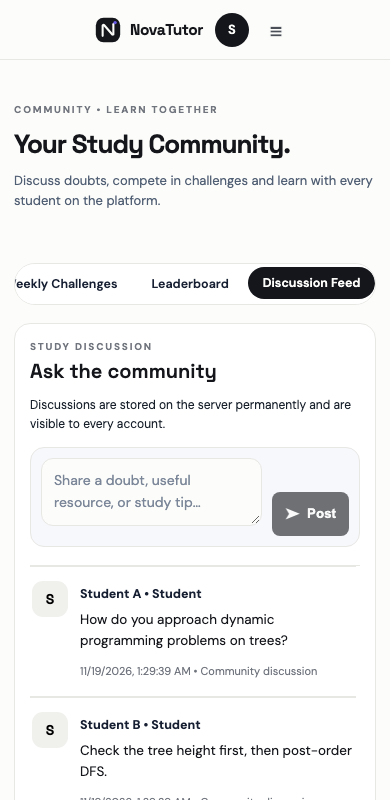 N NovaTutor S
COMMUNITY • LEARN TOGETHER
Your Study Community.
Discuss doubts, compete in challenges and learn with every
student on the platform.
Challenges Leaderboard Discussion Feed
STUDY DISCUSSION
Ask the community
Discussions are stored on the server permanently and are
visible to every account.
Share a doubt, useful
resource, or study tip...
Post
S
Student A • Student
How do you approach dynamic
programming problems on trees?
11/19/2026, 1:29:39 AM • Community discussion
S
Student B • Student
Check the tree height first, then post-order
DFS.